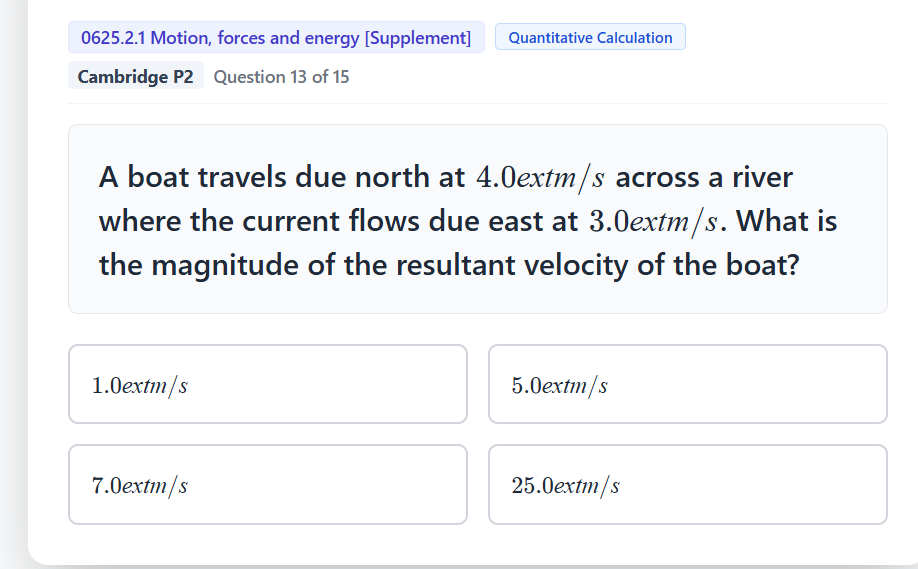 0625.2.1 Motion, forces and energy [Supplement] Quantitative Calculation
Cambridge P2 Question 13 of 15
A boat travels due north at 4.0extm/s across a river
where the current flows due east at 3.0extm/s. What is
the magnitude of the resultant velocity of the boat?
1.0extm/s 5.0extm/s
7.0extm/s 25.0extm/s